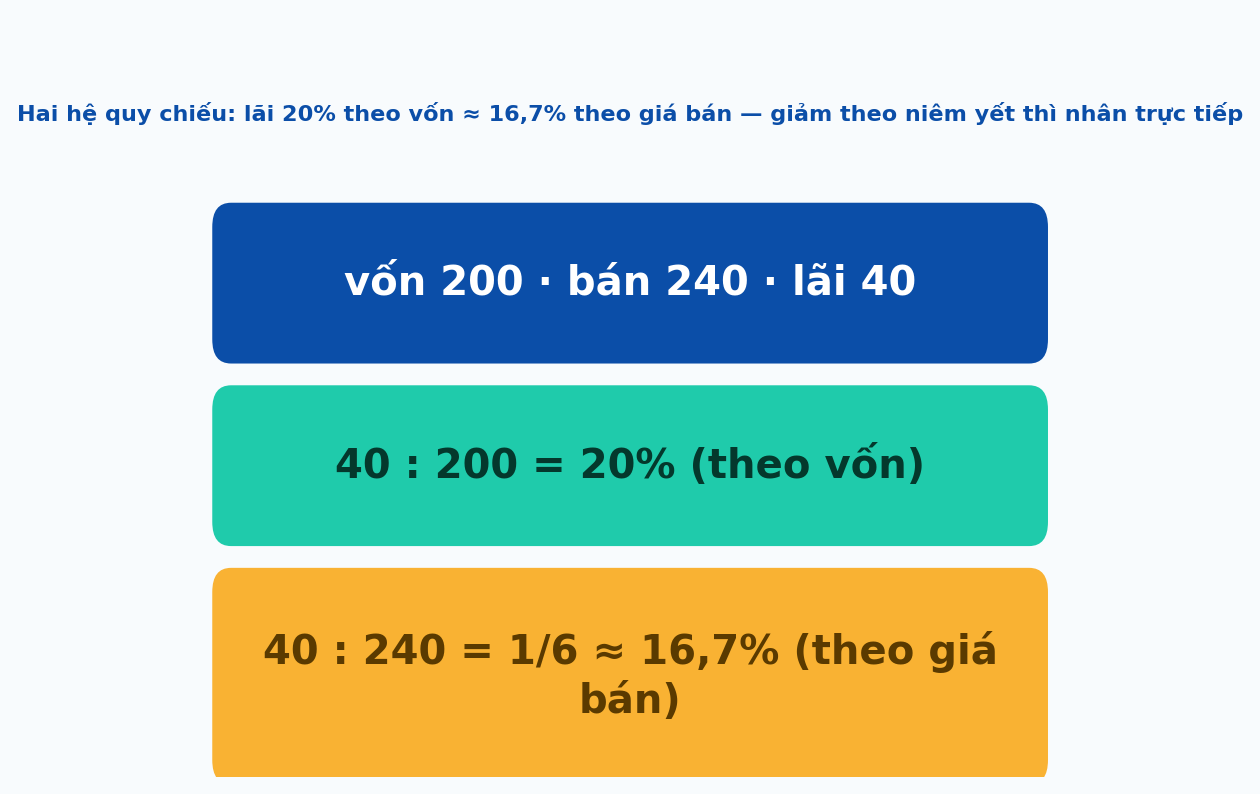 Hai hệ quy chiếu: lãi 20% theo vốn ≈ 16,7% theo giá bán — giảm theo niêm yết thì nhân trực tiếp
vốn 200 · bán 240 · lãi 40
40 : 200 = 20% (theo vốn)
40 : 240 = 1/6 ≈ 16,7% (theo giá
bán)